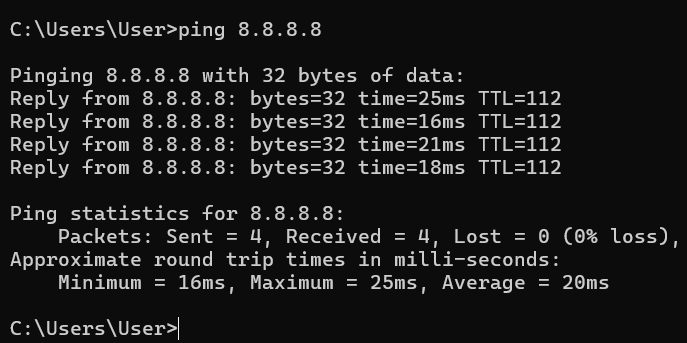 C:\Users\User>ping 8.8.8.8
Pinging 8.8.8.8 with 32 bytes of data:
Reply from 8.8.8.8: bytes=32 time=25ms TTL=112
Reply from 8.8.8.8: bytes=32 time=16ms TTL=112
Reply from 8.8.8.8: bytes=32 time=21ms TTL=112
Reply from 8.8.8.8: bytes=32 time=18ms TTL=112
Ping statistics for 8.8.8.8:
    Packets: Sent = 4, Received = 4, Lost = 0 (0% loss),
Approximate round trip times in milli-seconds:
    Minimum = 16ms, Maximum = 25ms, Average = 20ms
C:\Users\User>